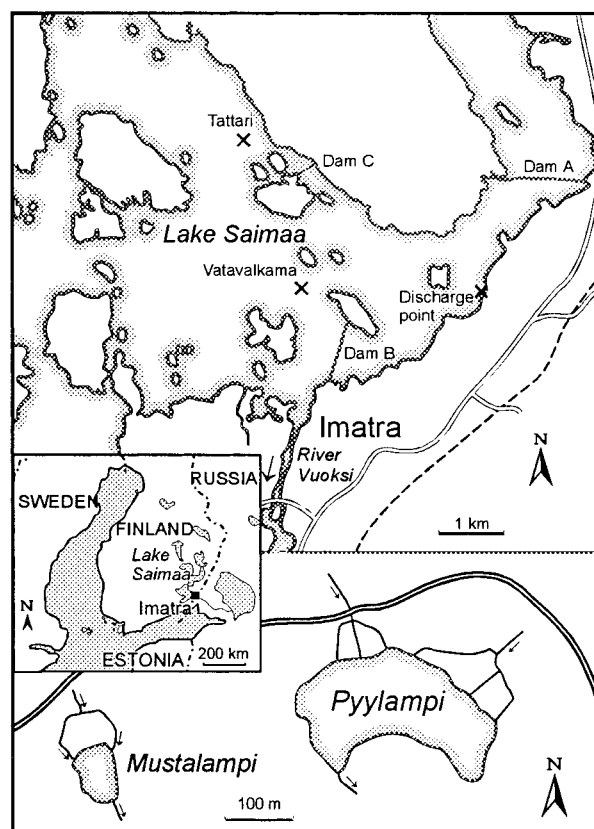 Tattari
Dam C
Dam A
Lake Saimaa
Vatavalkama
Discharge
point
Dam B
Imatra
River
Vuoksi
N
1 km
RUSSIA
SWEDEN
FINLAND
Lake
Saimaa
N
Imatra
ESTONIA
200 km
Pyylampi
Mustalampi
N
100 m